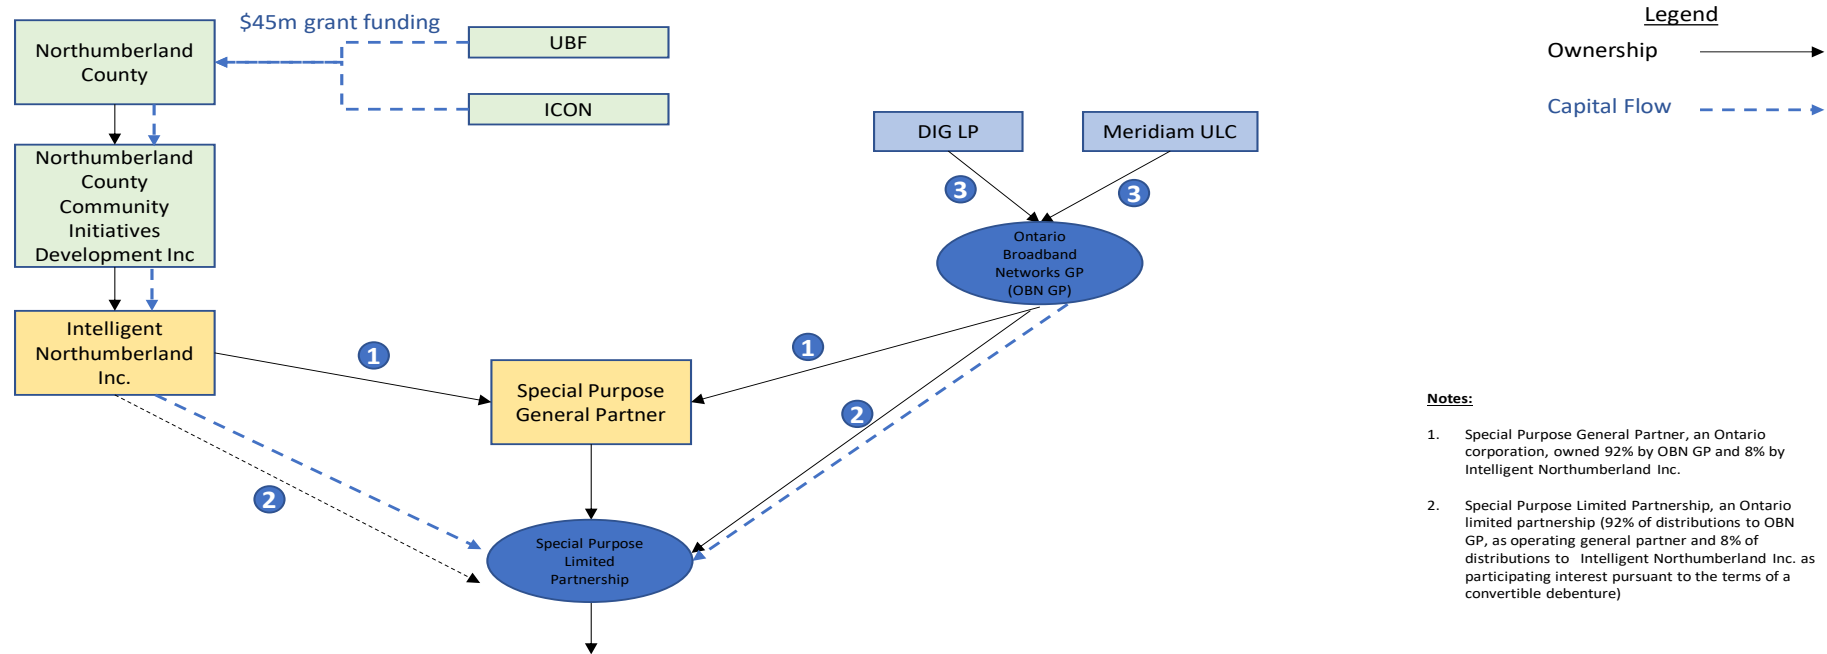 $45m grant funding
Northumberland
County
UBF
ICON
Northumberland
County
Community
Initiatives
Development Inc
Intelligent
Northumberland
Inc.
DIG LP
Meridiam ULC
3
3
Ontario
Broadband
Networks GP
(OBN GP)
1
1
Special Purpose
General Partner
2
2
Special Purpose
Limited
Partnership
Legend
Ownership
Capital Flow
Notes:
1. Special Purpose General Partner, an Ontario
corporation, owned 92% by OBN GP and 8% by
Intelligent Northumberland Inc.
2. Special Purpose Limited Partnership, an Ontario
limited partnership (92% of distributions to OBN
GP, as operating general partner and 8% of
distributions to Intelligent Northumberland Inc. as
participating interest pursuant to the terms of a
convertible debenture)